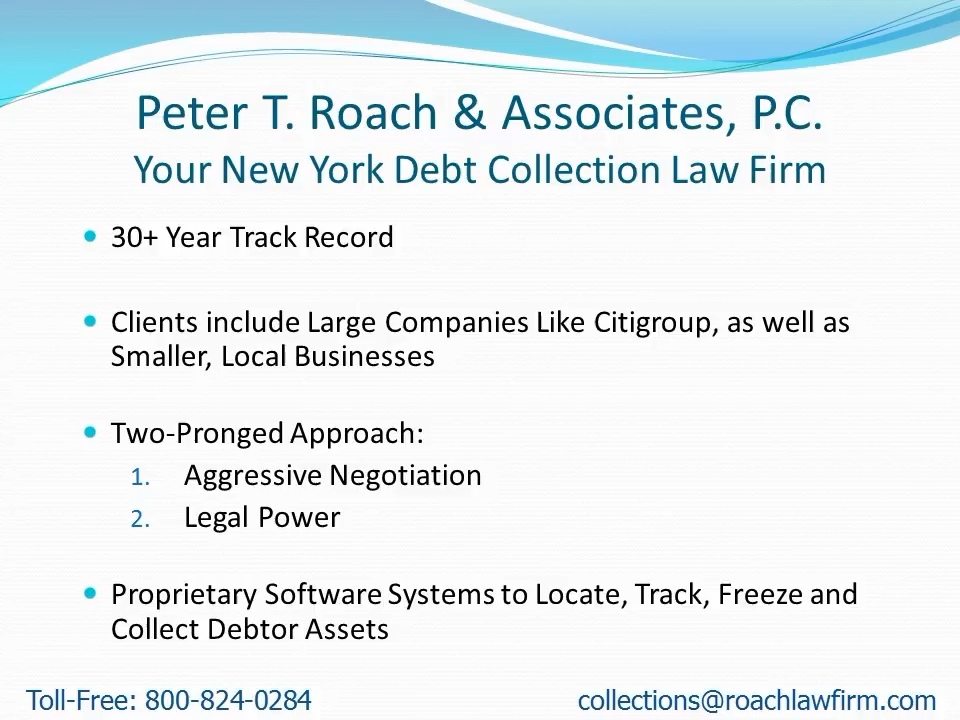 Peter T. Roach & Associates, P.C.
Your New York Debt Collection Law Firm
• 30+ Year Track Record
• Clients include Large Companies Like Citigroup, as well as
Smaller, Local Businesses
• Two-Pronged Approach:
1. Aggressive Negotiation
2. Legal Power
• Proprietary Software Systems to Locate, Track, Freeze and
Collect Debtor Assets
Toll-Free: 800-824-0284
collections@roachlawfirm.com